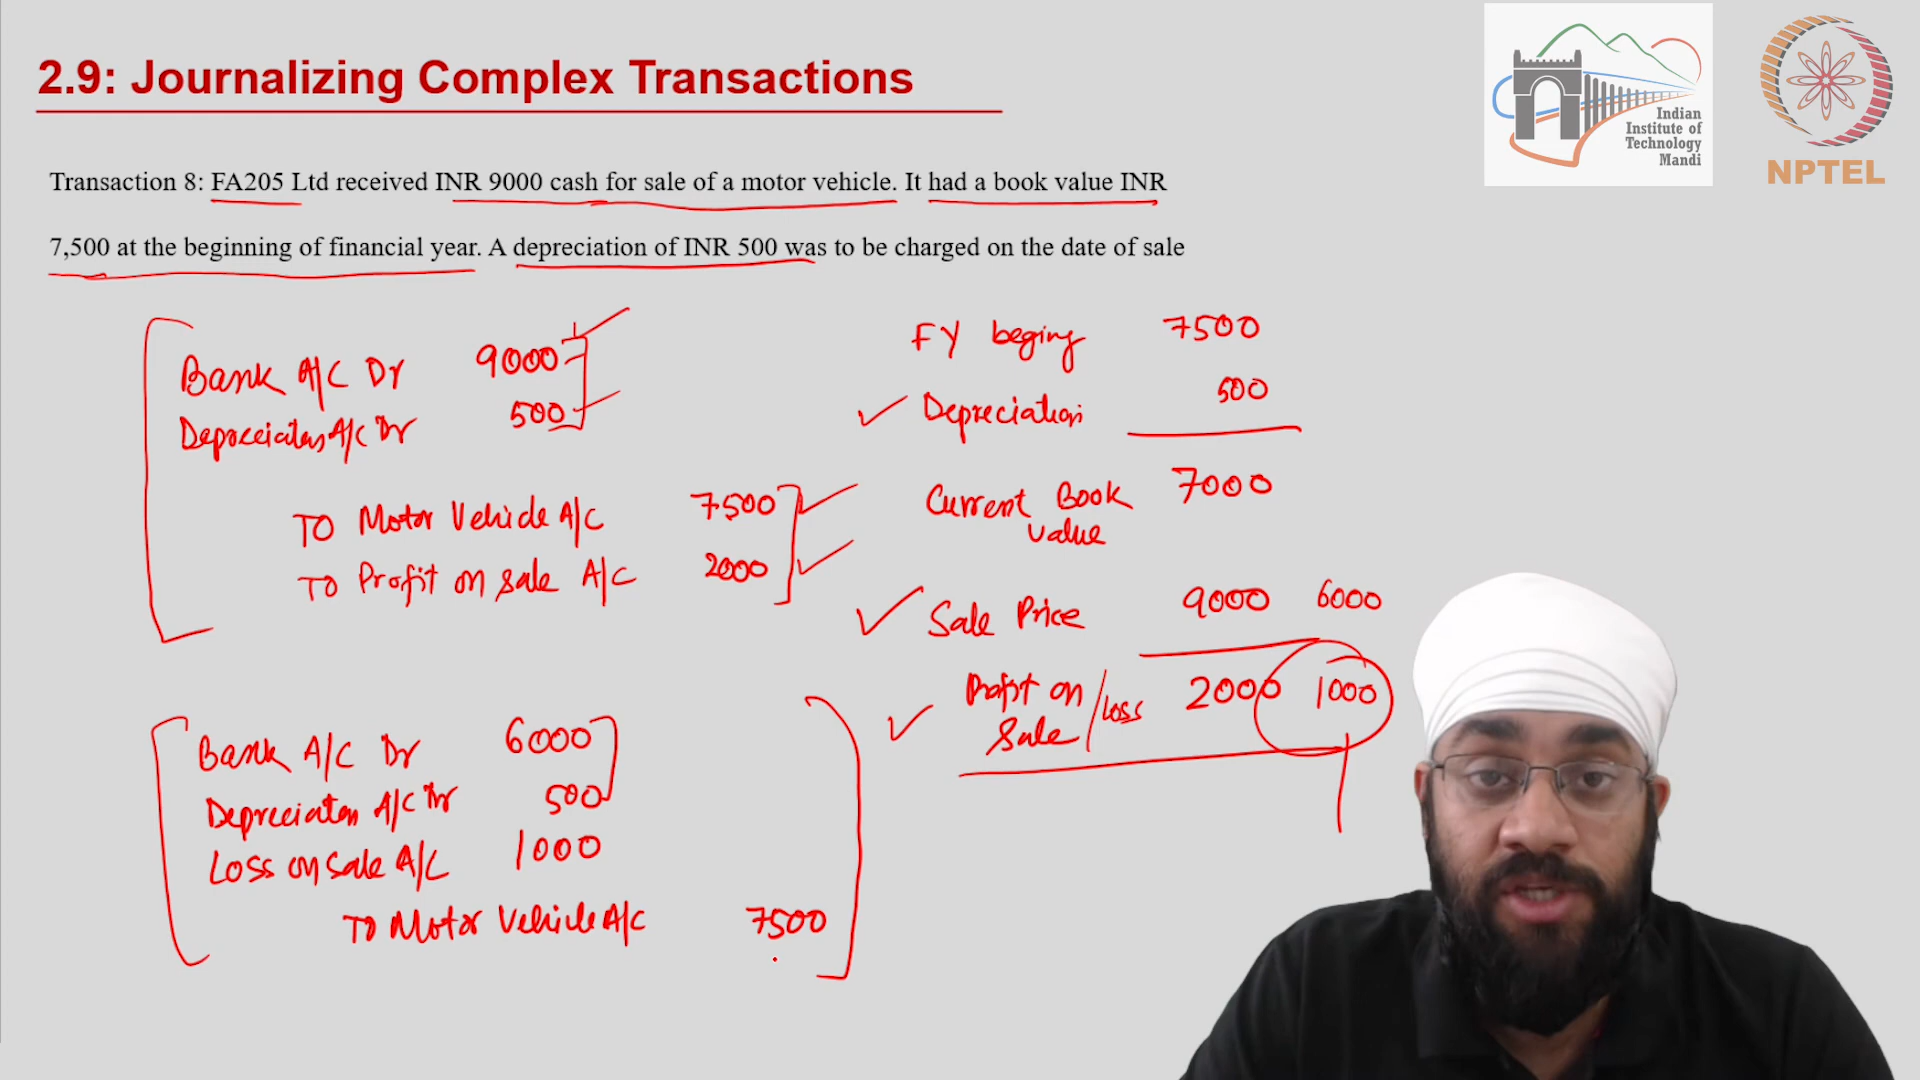 2.9: Journalizing Complex Transactions
Indian
Institute of
Technology
Mandi
NPTEL
Transaction 8: FA205 Ltd received INR 9000 cash for sale of a motor vehicle. It had a book value INR
7,500 at the beginning of financial year. A depreciation of INR 500 was to be charged on the date of sale
Bank A/C Dr 9000
Depreciation A/C Dr 500
TO Motor Vehicle A/C 7500
TO Profit on sale A/C 2000
FY beging 7500
Depreciation 500
Current Book 7000
Value
Sale Price 9000 6000
Profit on /Loss 2000 1000
Sale
Bank A/C Dr 6000
Depreciation A/C Dr 500
Loss on Sale A/C 1000
TO Motor Vehicle A/C 7500